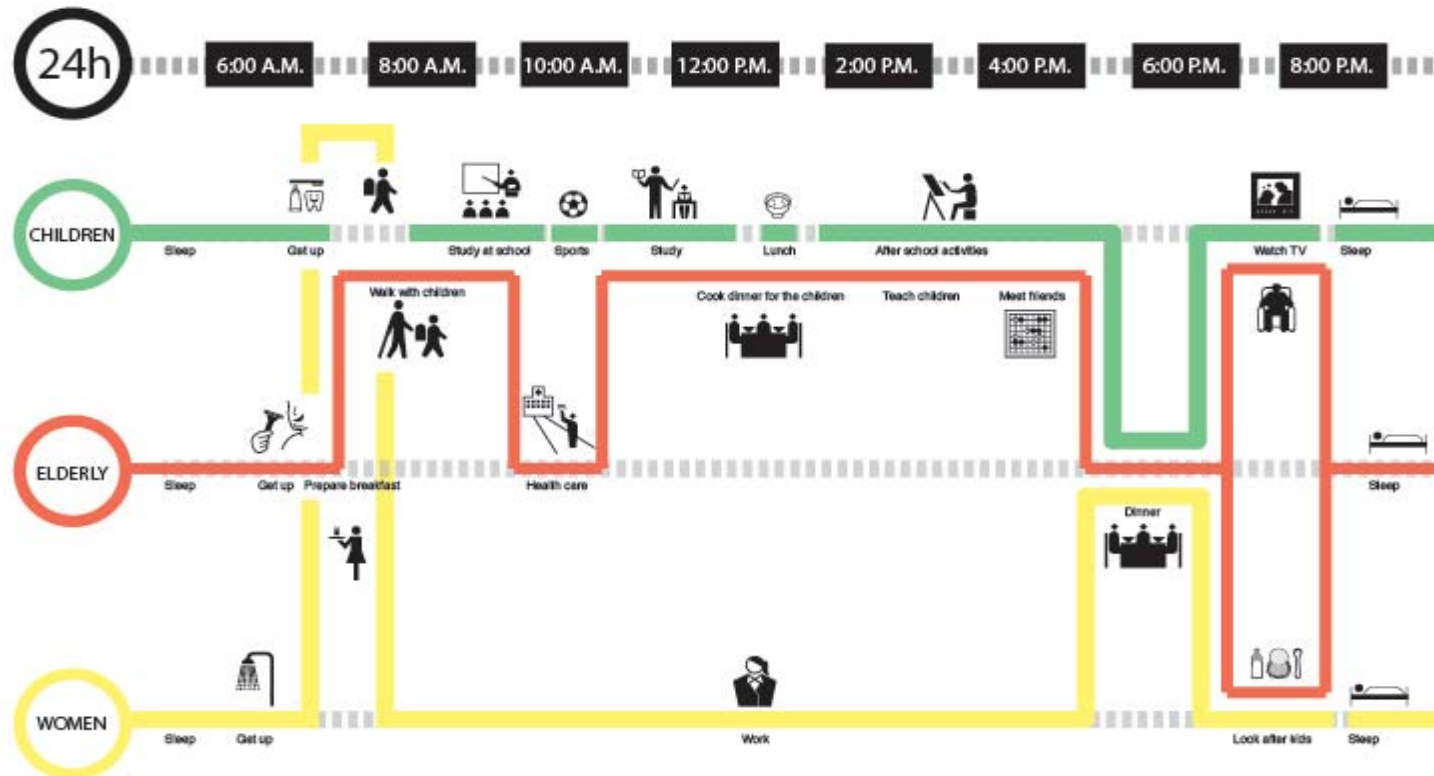 24h
6:00 A.M. 8:00 A.M. 10:00 A.M. 12:00 P.M. 2:00 P.M. 4:00 P.M. 6:00 P.M. 8:00 P.M.
CHILDREN
Sleep Get up Study at school Sports Study Lunch After school activities Watch TV Sleep
Walk with children Cook dinner for the children Teach children Meet friends
ELDERLY
Sleep Get up Prepare breakfast Health care Sleep
Dinner
WOMEN
Sleep Get up Work Look after kids Sleep